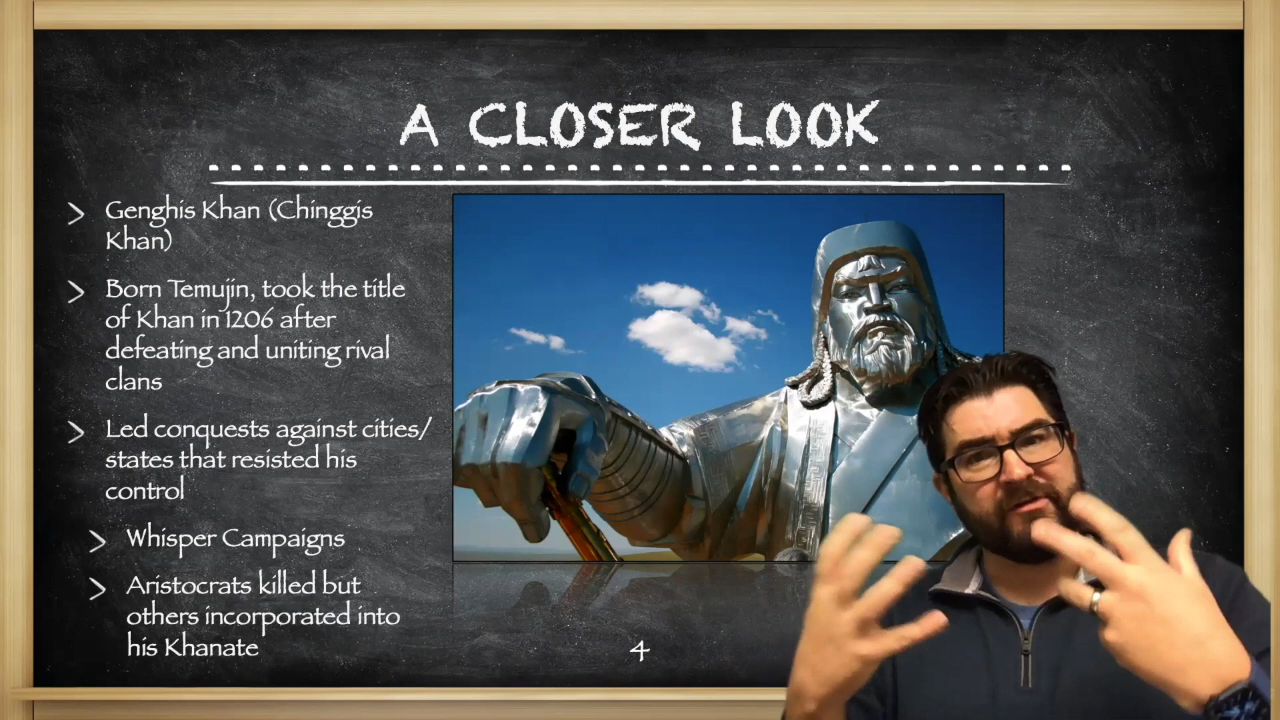 A CLOSER LOOK
Genghis Khan (Chinggis
Khan)
Born Temujin, took the title
of Khan in 1206 after
defeating and uniting rival
clans
Led conquests against cities/
states that resisted his
control
Whisper Campaigns
Aristocrats killed but
others incorporated into
his Khanate
4